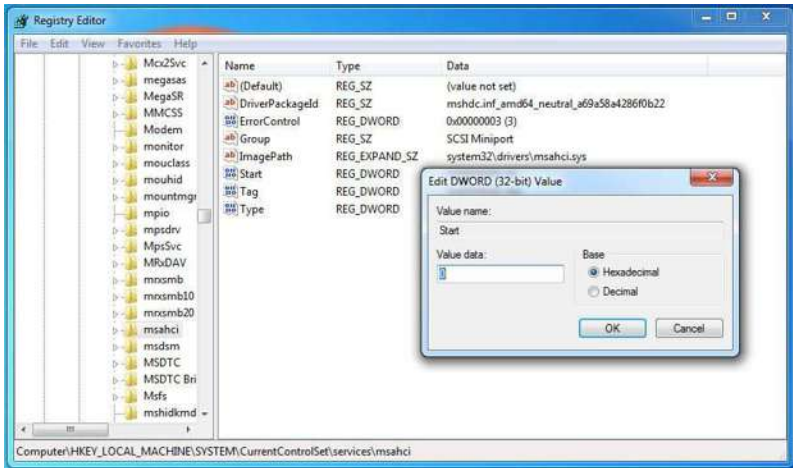 Registry Editor
File Edit View Favorites Help
Mcx2Svc
megasas
MegaSR
MMCSS
Modem
monitor
mouclass
mouhid
mountmgr
mpio
mpsdrv
MpsSvc
MRxDAV
mrxsmb
mrxsmb10
mrxsmb20
msahci
msdsm
MSDTC
MSDTC Bri
Msfs
mshidkmd
Name Type Data
(Default) REG_SZ (value not set)
DriverPackageId REG_SZ mshdc.inf_amd64_neutral_a69a58a4286f0b22
ErrorControl REG_DWORD 0x00000003 (3)
Group REG_SZ SCSI Miniport
ImagePath REG_EXPAND_SZ system32\drivers\msahci.sys
Start REG_DWORD
Tag REG_DWORD
Type REG_DWORD
Edit DWORD (32-bit) Value
Value name:
Start
Value data:
0
Base
Hexadecimal
Decimal
OK Cancel
Computer\HKEY_LOCAL_MACHINE\SYSTEM\CurrentControlSet\services\msahci